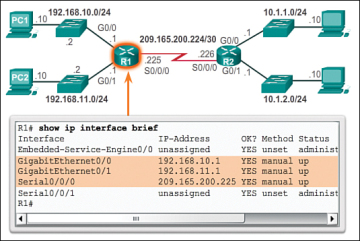 192.168.10.0/24
10.1.1.0/24
PC1
.10
G0/0
.1
.2
209.165.200.224/30
G0/0
.1
.10
R1
.225
S0/0/0
.226
S0/0/0
R2
PC2
.10
.2
.1
G0/1
G0/1
.1
.10
192.168.11.0/24
10.1.2.0/24
R1# show ip interface brief
Interface IP-Address OK? Method Status
Embedded-Service-Engine0/0 unassigned YES unset administ
GigabitEthernet0/0 192.168.10.1 YES manual up
GigabitEthernet0/1 192.168.11.1 YES manual up
Serial0/0/0 209.165.200.225 YES manual up
Serial0/0/1 unassigned YES unset administ
R1#